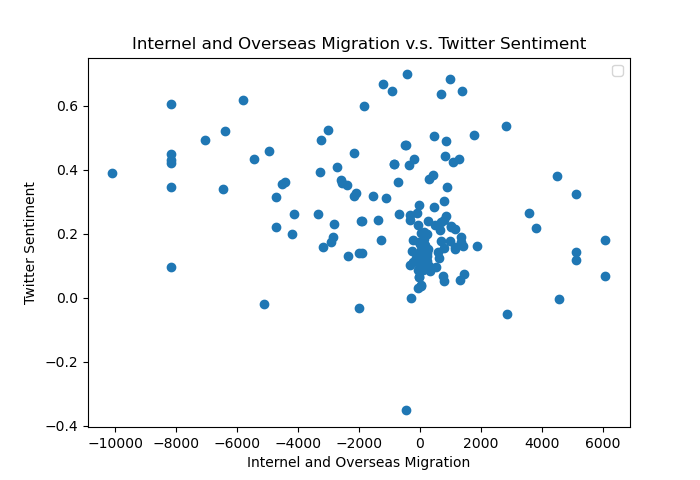 Internel and Overseas Migration v.s. Twitter Sentiment
0.6
0.4
0.2
0.0
−0.2
−0.4
Twitter Sentiment
−10000 −8000 −6000 −4000 −2000 0 2000 4000 6000
Internel and Overseas Migration